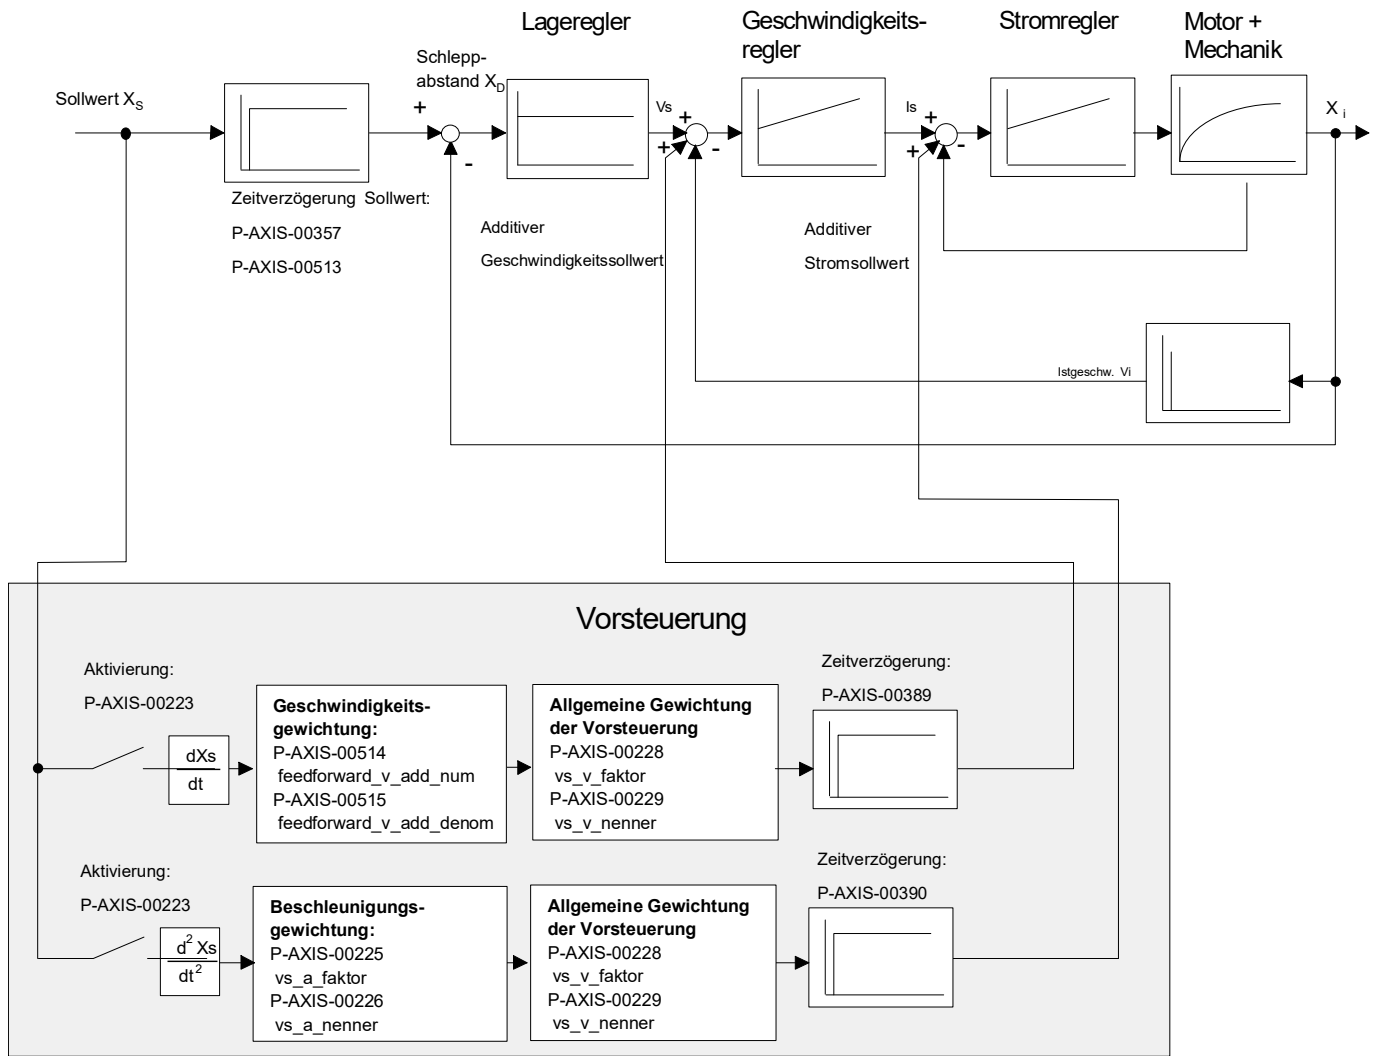 Lageregler
Geschwindigkeits-
regler
Stromregler
Motor +
Mechanik
Schlepp-
abstand X_D
Sollwert X_S
+
-
Vs
+
+
-
Is
+
+
-
X i
Zeitverzögerung Sollwert:
P-AXIS-00357
P-AXIS-00513
Additiver
Geschwindigkeitssollwert
Additiver
Stromsollwert
Istgeschw. Vi
Vorsteuerung
Aktivierung:
P-AXIS-00223
dXs
dt
Geschwindigkeits-
gewichtung:
P-AXIS-00514
feedforward_v_add_num
P-AXIS-00515
feedforward_v_add_denom
Allgemeine Gewichtung
der Vorsteuerung
P-AXIS-00228
vs_v_faktor
P-AXIS-00229
vs_v_nenner
Zeitverzögerung:
P-AXIS-00389
Aktivierung:
P-AXIS-00223
d² Xs
dt²
Beschleunigungs-
gewichtung:
P-AXIS-00225
vs_a_faktor
P-AXIS-00226
vs_a_nenner
Allgemeine Gewichtung
der Vorsteuerung
P-AXIS-00228
vs_v_faktor
P-AXIS-00229
vs_v_nenner
Zeitverzögerung:
P-AXIS-00390